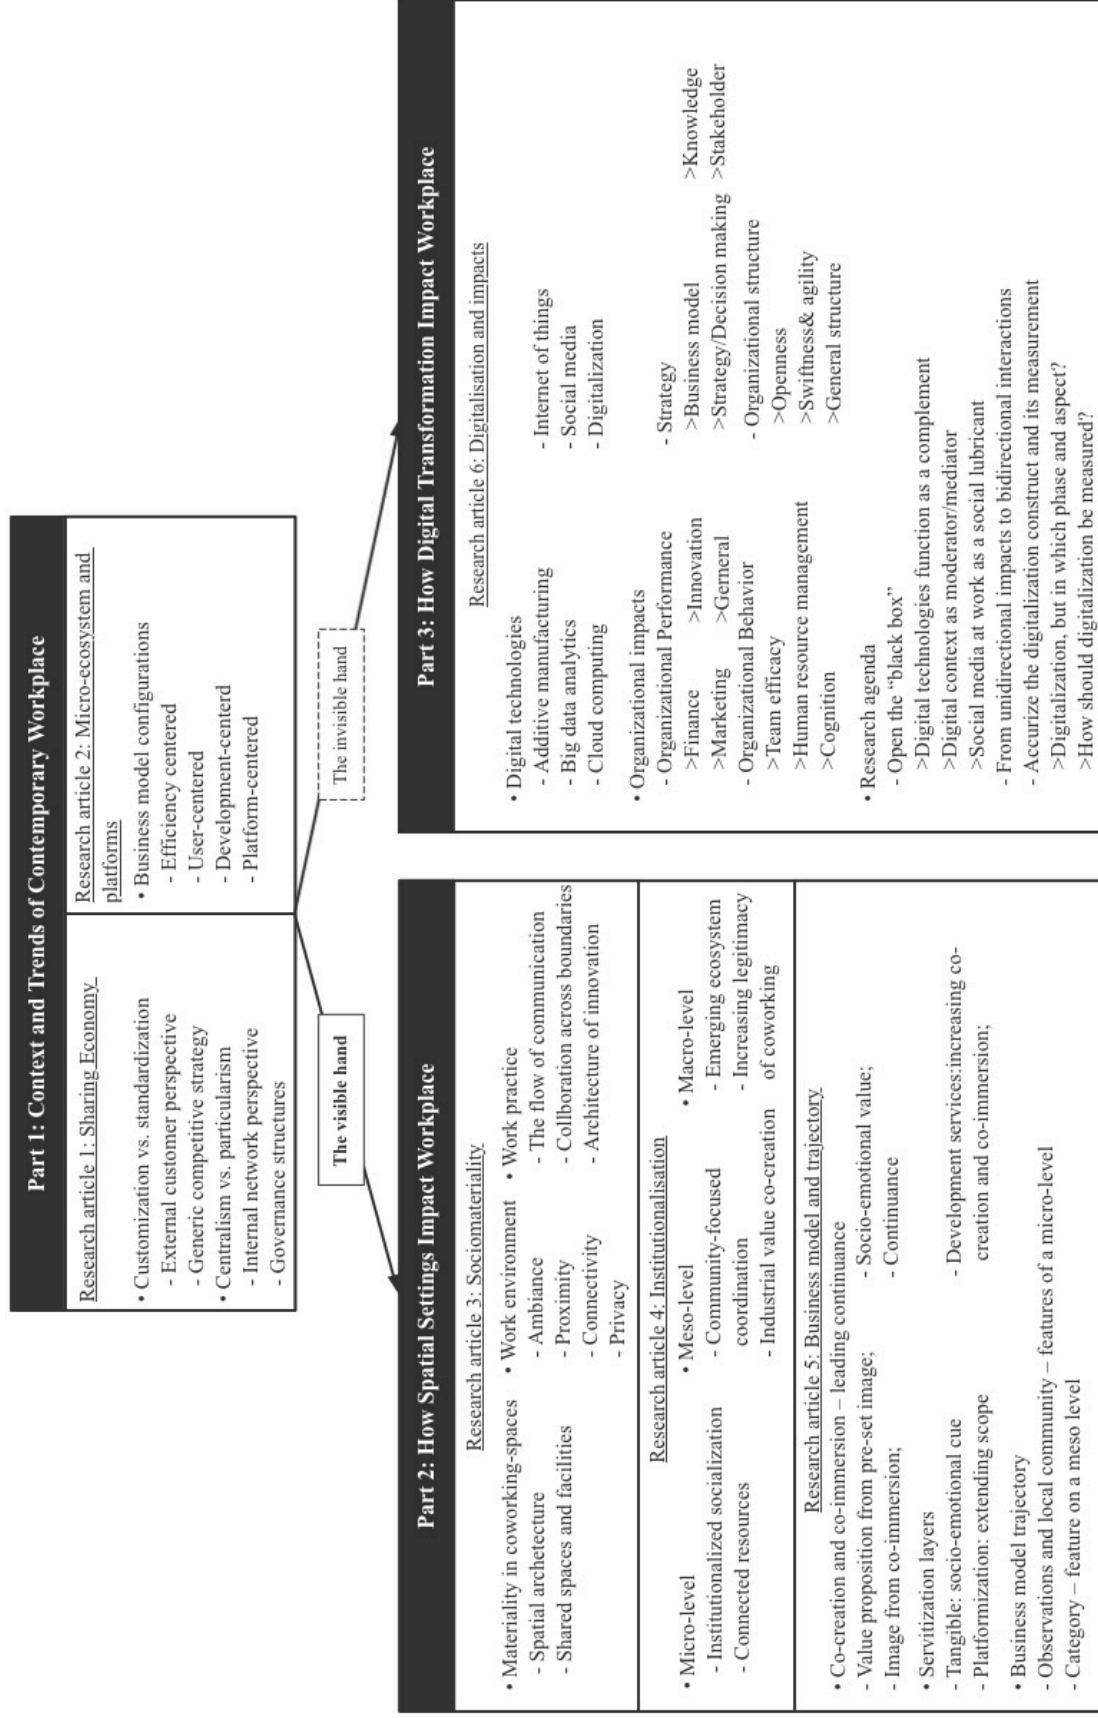 Part 1: Context and Trends of Contemporary Workplace
Research article 1: Sharing Economy
• Customization vs. standardization
- External customer perspective
- Generic competitive strategy
• Centralism vs. particularism
- Internal network perspective
- Governance structures
Research article 2: Micro-ecosystem and
platforms
• Business model configurations
- Efficiency centered
- User-centered
- Development-centerd
- Platform-centered
The visible hand
The invisible hand
Part 2: How Spatial Settings Impact Workplace
Research article 3: Sociomateriality
• Materiality in coworking-spaces
- Spatial archetecture
- Shared spaces and facilities
• Work environment
- Ambiance
- Proximity
- Connectivity
- Privacy
• Work practice
- The flow of communication
- Collboration across boundaries
- Architecture of innovation
Research article 4: Institutionalisation
• Micro-level
- Institutionalized socialization
- Connected resources
• Meso-level
- Community-focused
coordination
- Industrial value co-creation
• Macro-level
- Emerging ecosystem
- Increasing legitimacy
of coworking
Research article 5: Business model and trajectory
• Co-creation and co-immersion – leading continuance
- Value proposition from pre-set image;
- Image from co-immersion;
- Socio-emotional value;
- Continuance
• Servitization layers
- Tangible: socio-emotional cue
- Platformization: extending scope
- Development services:increasing co-
creation and co-immersion;
• Business model trajectory
- Observations and local community – features of a micro-level
- Category – feature on a meso level
Part 3: How Digital Transformation Impact Workplace
Research article 6: Digitalisation and impacts
• Digital technologies
- Additive manufacturing
- Big data analytics
- Cloud computing
- Internet of things
- Social media
- Digitalization
• Organizational impacts
- Organizational Performance
>Finance >Innovation
>Marketing >Gerneral
- Organizational Behavior
>Team efficacy
>Human resource management
>Cognition
- Strategy
>Business model >Knowledge
>Strategy/Decision making >Stakeholder
- Organizational structure
>Openness
>Swiftness& agility
>General structure
• Research agenda
- Open the “black box”
>Digital technologies function as a complement
>Digital context as moderator/mediator
>Social media at work as a social lubricant
- From unidirectional impacts to bidirectional interactions
- Accurize the digitalization construct and its measurement
>Digitalization, but in which phase and aspect?
>How should digitalization be measured?